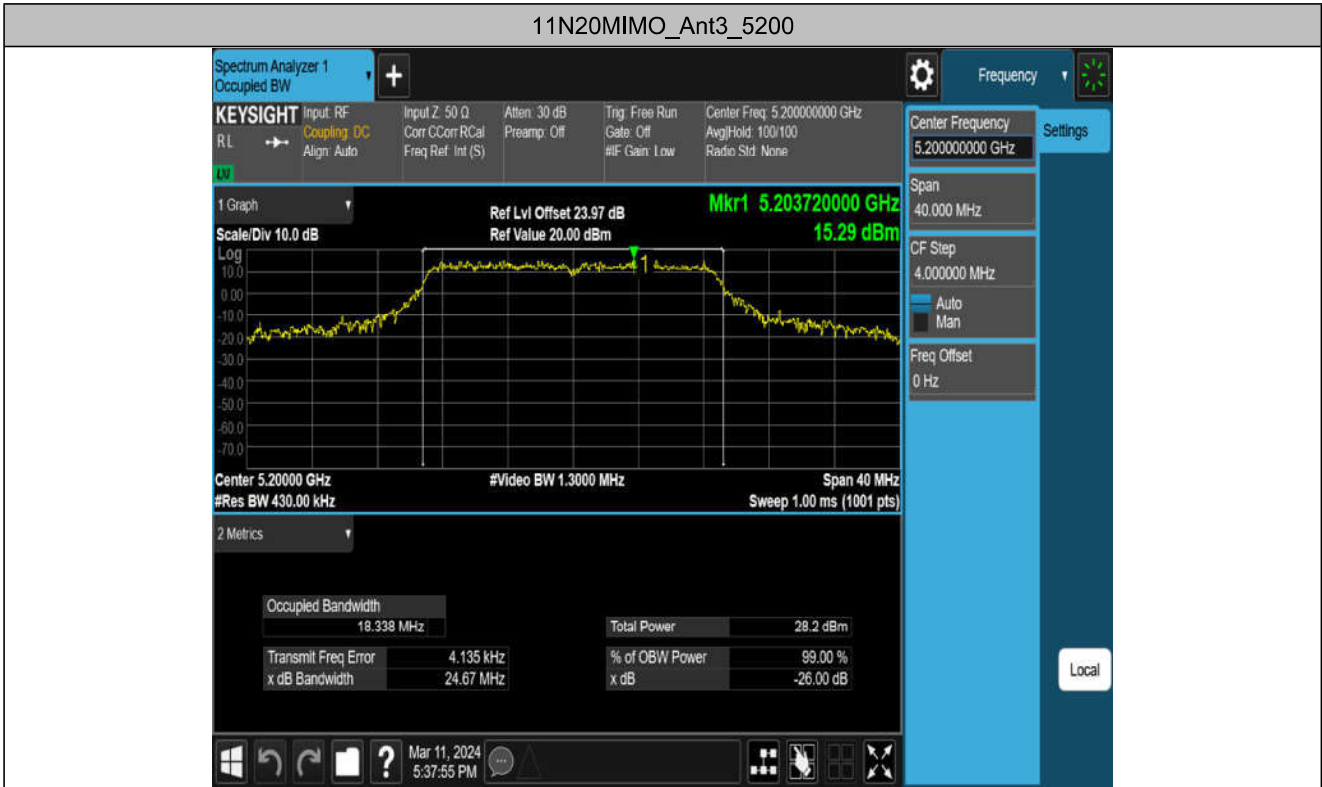 11N20MIMO_Ant3_5200
Spectrum Analyzer 1
Occupied BW
Frequency
KEYSIGHT
R L
LXI
Input: RF
Coupling: DC
Align: Auto
Input Z: 50 Ω
Corr CCorr RCal
Freq Ref: Int (S)
Atten: 30 dB
Preamp: Off
Trig: Free Run
Gate: Off
#IF Gain: Low
Center Freq: 5.200000000 GHz
Avg|Hold: 100/100
Radio Std: None
Center Frequency
5.200000000 GHz
Settings
Span
40.000 MHz
CF Step
4.000000 MHz
Auto
Man
Freq Offset
0 Hz
Local
1 Graph
Scale/Div 10.0 dB
Ref Lvl Offset 23.97 dB
Ref Value 20.00 dBm
Mkr1 5.203720000 GHz
15.29 dBm
Log
10.0
0.00
-10.0
-20.0
-30.0
-40.0
-50.0
-60.0
-70.0
1
Center 5.20000 GHz
#Video BW 1.3000 MHz
Span 40 MHz
#Res BW 430.00 kHz
Sweep 1.00 ms (1001 pts)
2 Metrics
Occupied Bandwidth
18.338 MHz
Total Power 28.2 dBm
Transmit Freq Error 4.135 kHz
% of OBW Power 99.00 %
x dB Bandwidth 24.67 MHz
x dB -26.00 dB
?
Mar 11, 2024
5:37:55 PM